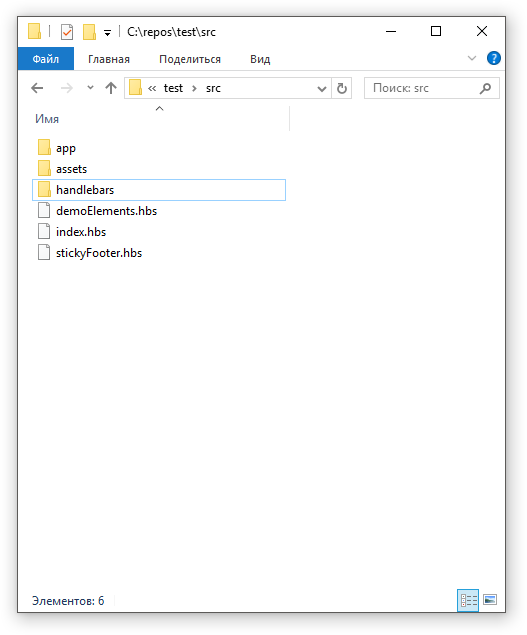 C:\repos\test\src
Файл Главная Поделиться Вид ?
« test › src Поиск: src
Имя
app
assets
handlebars
demoElements.hbs
index.hbs
stickyFooter.hbs
Элементов: 6